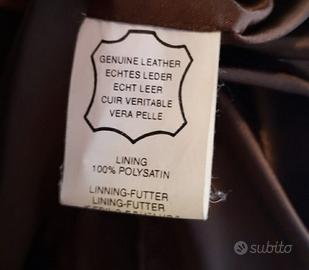 GENUINE LEATHER
ECHTES LEDER
ECHT LEER
CUIR VERITABLE
VERA PELLE
LINING
100% POLYSATIN
LINNING-FUTTER
LINING-FUTTER
subito